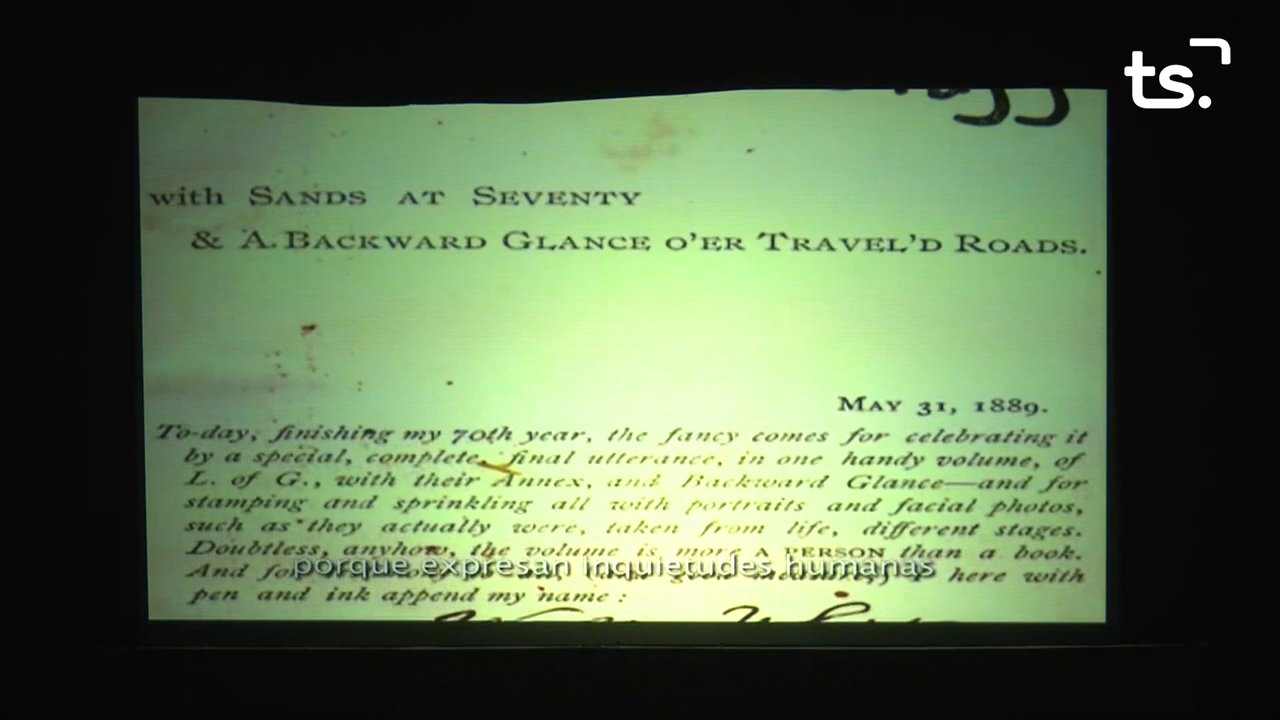 ts.
with SANDS AT SEVENTY
& A BACKWARD GLANCE O'ER TRAVEL'D ROADS.
MAY 31, 1889.
To-day, finishing my 70th year, the fancy comes for celebrating it
by a special, complete, final utterance, in one handy volume, of
L. of G., with their Annex, and Backward Glance—and for
stamping and sprinkling all with portraits and facial photos,
such as they actually were, taken from life, different stages.
Doubtless, anyhow, the volume is more A PERSON than a book.
porque expresan inquietudes humanas
And for here with
pen and ink append my name :